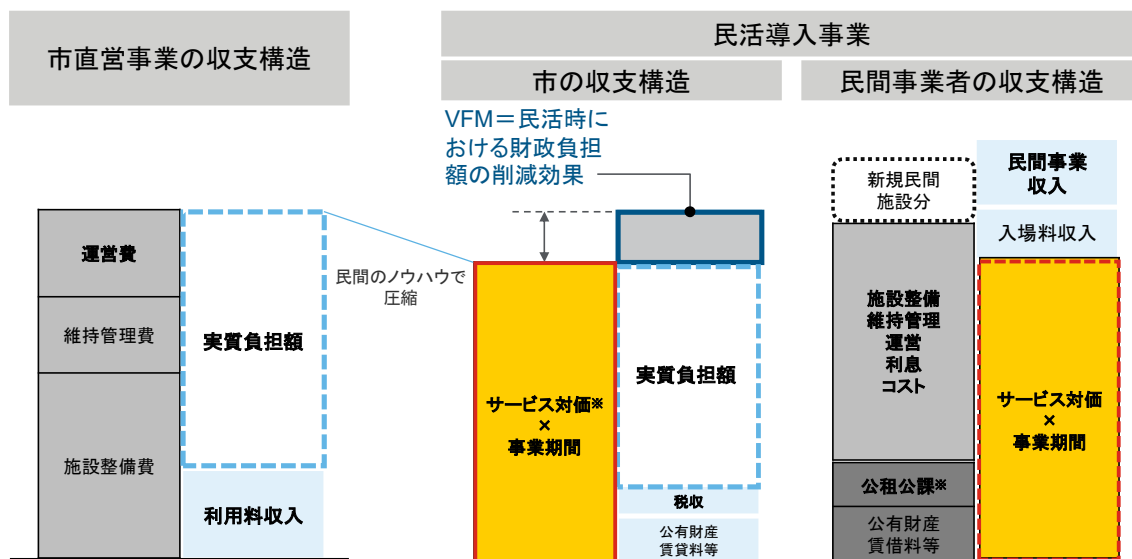 市直営事業の収支構造
民活導入事業
市の収支構造
民間事業者の収支構造
VFM＝民活時に
おける財政負担
額の削減効果
運営費
維持管理費
施設整備費
実質負担額
利用料収入
民間のノウハウで
圧縮
サービス対価※
×
事業期間
実質負担額
税収
公有財産
賃貸料等
新規民間
施設分
施設整備
維持管理
運営
利息
コスト
公租公課※
公有財産
賃借料等
民間事業
収入
入場料収入
サービス対価
×
事業期間